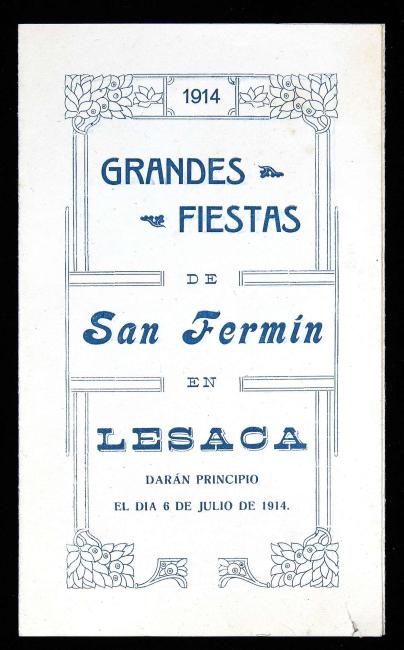 1914
GRANDES
FIESTAS
DE
San Fermín
EN
LESACA
DARÁN PRINCIPIO
EL DIA 6 DE JULIO DE 1914.